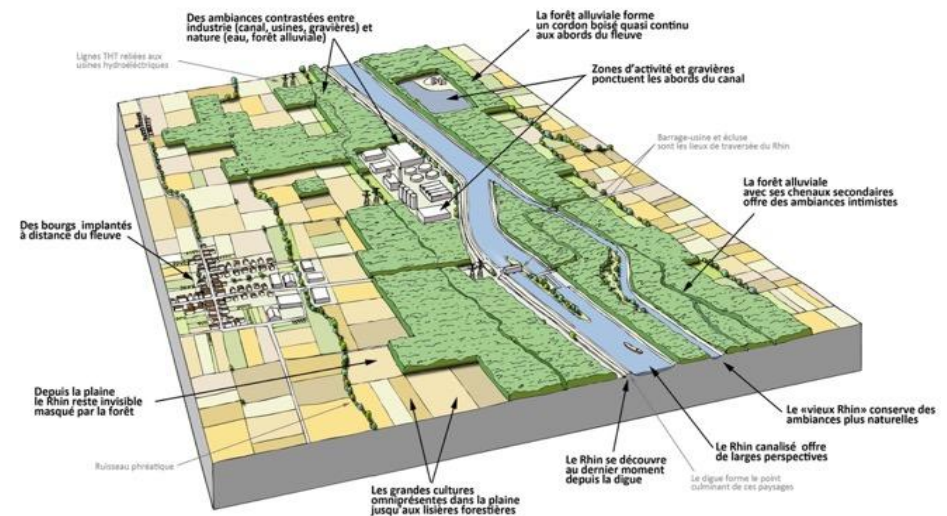 Des ambiances contrastées entre
industrie (canal, usines, gravières) et
nature (eau, forêt alluviale)
La forêt alluviale forme
un cordon boisé quasi continu
aux abords du fleuve
Lignes THT reliées aux
usines hydroélectriques
Zones d'activité et gravières
ponctuent les abords du canal
Barrage-usine et écluse
sont les lieux de traversée du Rhin
La forêt alluviale
avec ses chenaux secondaires
offre des ambiances intimistes
Des bourgs implantés
à distance du fleuve
Depuis la plaine
le Rhin reste invisible
masqué par la forêt
Ruisseau phréatique
Les grandes cultures
omniprésentes dans la plaine
jusqu'aux lisières forestières
Le Rhin se découvre
au dernier moment
depuis la digue
Le digue forme le point
culminant de ces paysages
Le Rhin canalisé offre
de larges perspectives
Le «vieux Rhin» conserve des
ambiances plus naturelles